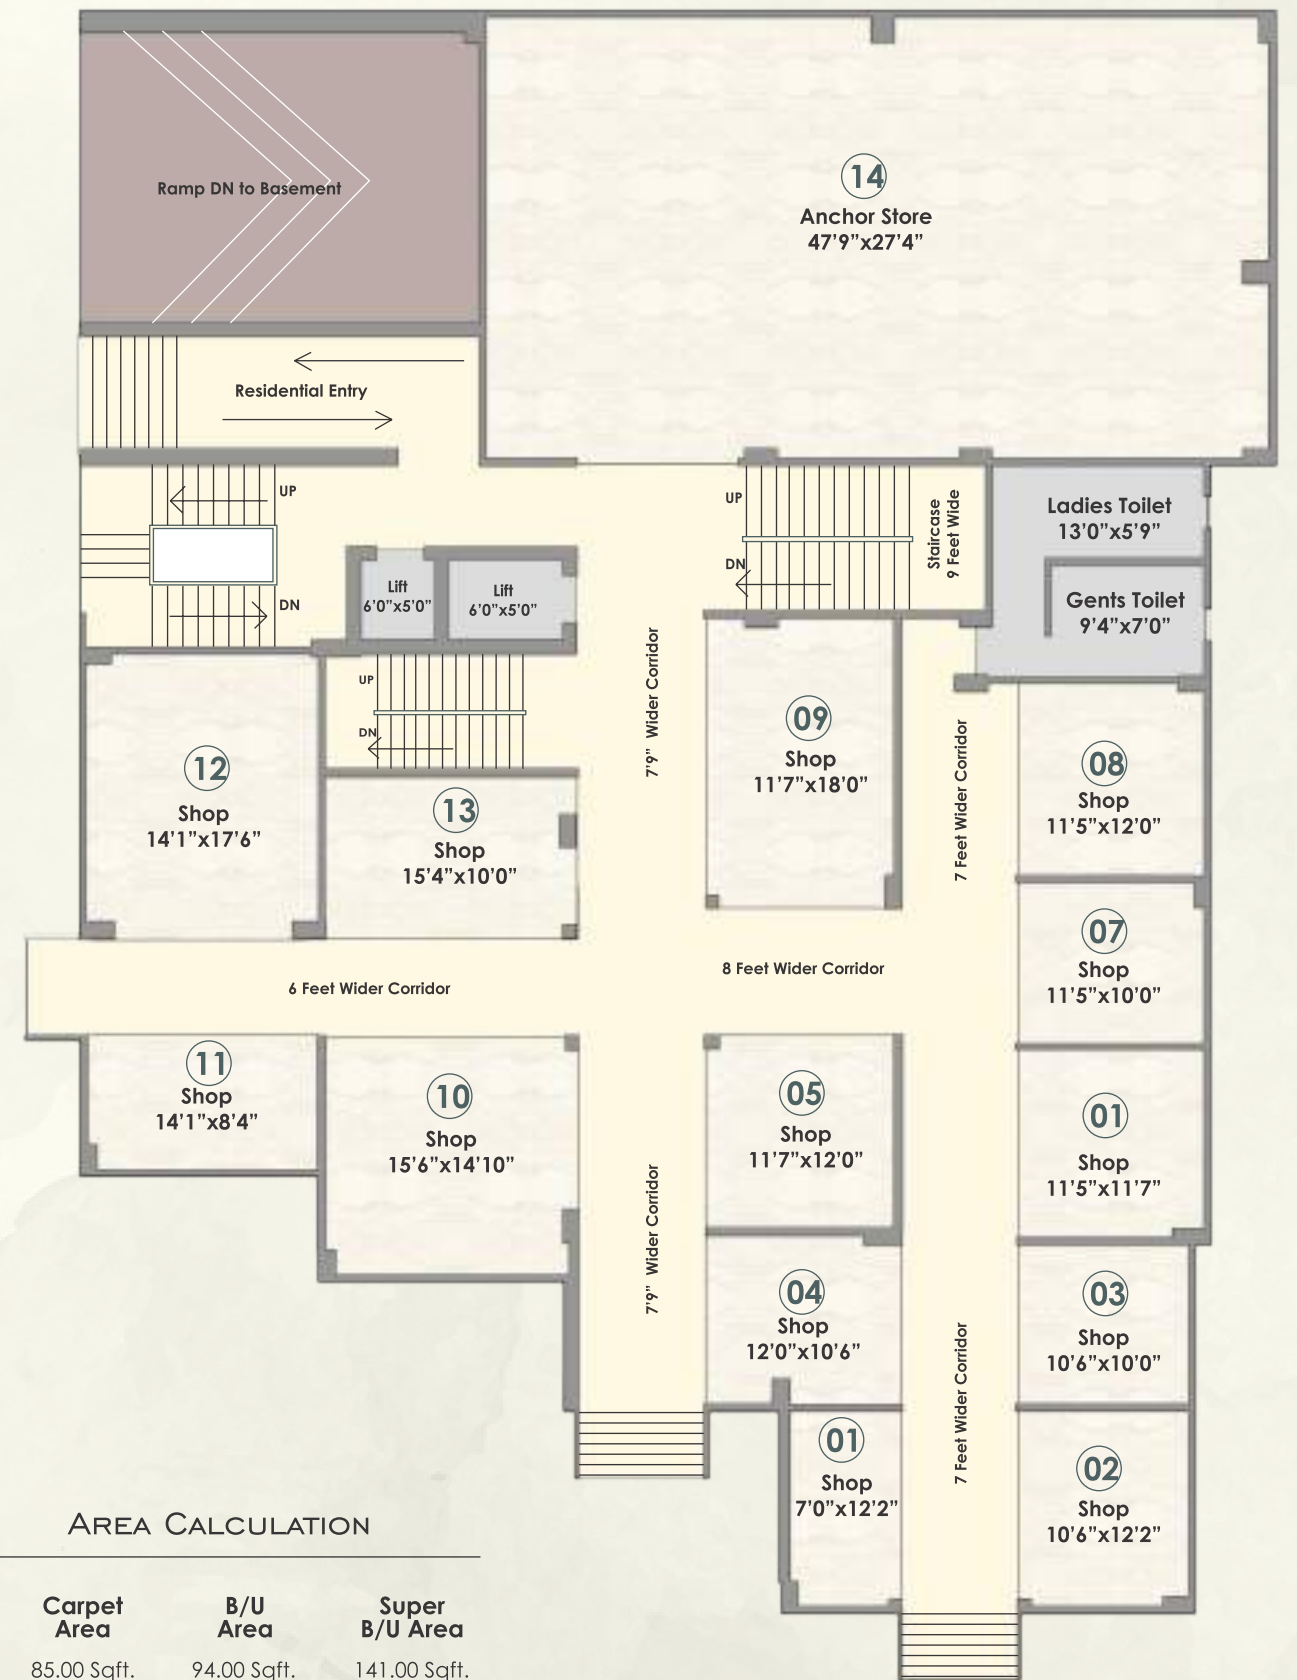 Ramp DN to Basement
14
Anchor Store
47’9”x27’4”
Residential Entry
UP
DN
Lift
6’0”x5’0”
Lift
6’0”x5’0”
UP
DN
Staircase
9 Feet Wide
Ladies Toilet
13’0”x5’9”
Gents Toilet
9’4”x7’0”
UP
DN
7’9” Wider Corridor
12
Shop
14’1”x17’6”
13
Shop
15’4”x10’0”
09
Shop
11’7”x18’0”
7 Feet Wider Corridor
08
Shop
11’5”x12’0”
07
Shop
11’5”x10’0”
6 Feet Wider Corridor
8 Feet Wider Corridor
11
Shop
14’1”x8’4”
10
Shop
15’6”x14’10”
05
Shop
11’7”x12’0”
01
Shop
11’5”x11’7”
7’9” Wider Corridor
04
Shop
12’0”x10’6”
03
Shop
10’6”x10’0”
7 Feet Wider Corridor
01
Shop
7’0”x12’2”
02
Shop
10’6”x12’2”
Area Calculation
Carpet
Area
B/U
Area
Super
B/U Area
85.00 Sqft.
94.00 Sqft.
141.00 Sqft.